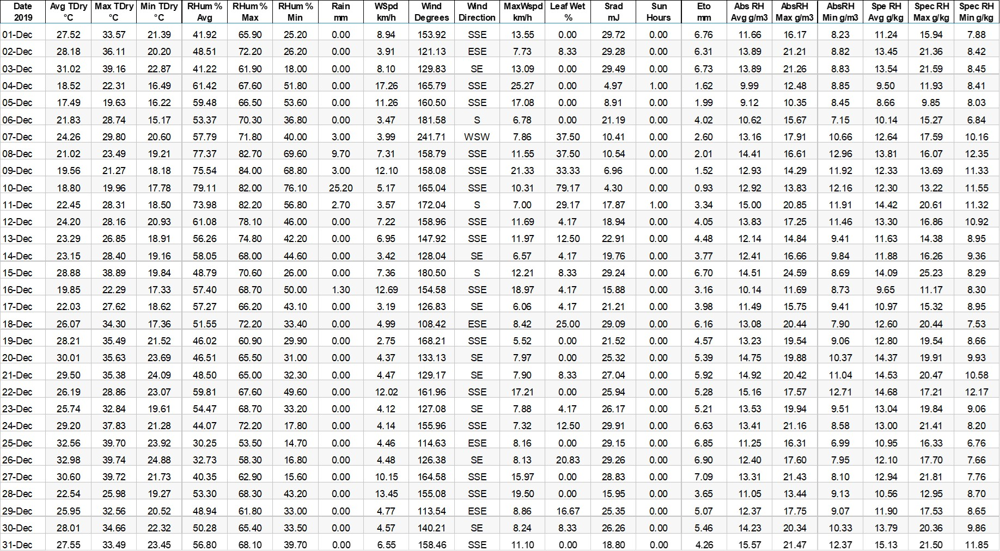 Date Avg TDry Max TDry Min TDry RHum % RHum % RHum % Rain WSpd Wind Wind MaxWspd Leaf Wet Srad Sun Eto Abs RH AbsRH AbsRH Spe RH Spec RH Spec RH
2019 °C °C °C Avg Max Min mm km/h Degrees Direction km/h % mJ Hours mm Avg g/m3 Max g/m3 Min g/m3 Avg g/kg Max g/kg Min g/kg
01-Dec 27.52 33.57 21.39 41.92 65.90 25.20 0.00 8.94 153.92 SSE 13.55 0.00 29.72 0.00 6.76 11.66 16.17 8.23 11.24 15.94 7.88
02-Dec 28.18 36.11 20.20 48.51 72.20 26.20 0.00 3.91 121.13 ESE 7.73 8.33 29.28 0.00 6.31 13.89 21.21 8.82 13.45 21.36 8.42
03-Dec 31.02 39.16 22.87 41.22 61.90 18.00 0.00 8.10 129.83 SE 13.09 0.00 29.49 0.00 6.73 13.89 21.26 8.83 13.54 21.59 8.45
04-Dec 18.52 22.31 16.49 61.42 67.60 51.80 0.00 17.26 165.79 SSE 25.27 0.00 4.97 1.00 1.62 9.99 12.48 8.85 9.50 11.93 8.41
05-Dec 17.49 19.63 16.22 59.48 66.50 53.60 0.00 11.26 160.50 SSE 17.08 0.00 8.91 0.00 1.99 9.12 10.35 8.45 8.66 9.85 8.03
06-Dec 21.83 28.74 15.17 53.37 70.30 36.80 0.00 3.47 181.58 S 6.78 0.00 21.19 0.00 4.02 10.62 15.67 7.15 10.14 15.27 6.84
07-Dec 24.26 29.80 20.60 57.79 71.80 40.00 3.00 3.99 241.71 WSW 7.86 37.50 10.41 0.00 2.60 13.16 17.91 10.66 12.64 17.59 10.16
08-Dec 21.02 23.49 19.21 77.37 82.70 69.60 9.70 7.31 158.79 SSE 11.55 37.50 10.54 0.00 2.01 14.41 16.61 12.96 13.81 16.07 12.35
09-Dec 19.56 21.27 18.18 75.54 84.00 68.80 3.00 12.10 158.08 SSE 21.33 33.33 6.96 0.00 1.52 12.93 14.29 11.92 12.33 13.69 11.33
10-Dec 18.80 19.96 17.78 79.11 82.00 76.10 25.20 5.17 165.04 SSE 10.31 79.17 4.30 0.00 0.93 12.92 13.83 12.16 12.30 13.22 11.55
11-Dec 22.45 28.31 18.50 73.98 82.20 56.80 2.70 3.57 172.04 S 7.00 29.17 17.87 1.00 3.34 15.00 20.85 11.91 14.42 20.61 11.32
12-Dec 24.20 28.16 20.93 61.08 78.10 46.00 0.00 7.22 158.96 SSE 11.69 4.17 18.94 0.00 4.05 13.83 17.25 11.46 13.30 16.86 10.92
13-Dec 23.29 26.85 18.91 56.26 74.80 42.20 0.00 6.95 147.92 SSE 11.97 12.50 22.91 0.00 4.48 12.14 14.84 9.41 11.63 14.38 8.95
14-Dec 23.15 28.40 19.16 58.05 68.00 44.60 0.00 3.42 128.04 SE 6.57 4.17 19.76 0.00 3.77 12.41 16.66 9.84 11.88 16.26 9.36
15-Dec 28.88 38.89 19.84 48.79 70.60 26.00 0.00 7.36 180.50 S 12.21 8.33 29.24 0.00 6.70 14.51 24.59 8.69 14.09 25.23 8.29
16-Dec 19.85 22.29 17.33 57.40 68.70 50.00 1.30 12.69 154.58 SSE 18.97 4.17 15.88 0.00 3.16 10.14 11.69 8.73 9.65 11.17 8.30
17-Dec 22.03 27.62 18.62 57.27 66.20 43.10 0.00 3.19 126.83 SE 6.06 4.17 21.21 0.00 3.98 11.49 15.75 9.41 10.97 15.32 8.95
18-Dec 26.07 34.30 17.36 51.55 72.20 33.40 0.00 4.99 108.42 ESE 8.42 25.00 29.09 0.00 6.16 13.08 20.44 7.90 12.60 20.44 7.53
19-Dec 28.21 35.49 21.52 46.02 60.90 29.90 0.00 2.75 168.21 SSE 5.52 0.00 21.52 0.00 4.57 13.23 19.54 9.06 12.80 19.54 8.66
20-Dec 30.01 35.63 23.69 46.51 65.50 31.00 0.00 4.37 133.13 SE 7.97 0.00 25.32 0.00 5.39 14.75 19.88 10.37 14.37 19.91 9.93
21-Dec 29.50 35.38 24.09 48.50 65.00 32.30 0.00 4.47 129.17 SE 7.90 8.33 27.04 0.00 5.92 14.92 20.42 11.04 14.53 20.47 10.58
22-Dec 26.19 28.86 23.07 59.81 67.60 49.60 0.00 12.02 161.96 SSE 17.21 0.00 25.94 0.00 5.28 15.16 17.57 12.71 14.68 17.21 12.17
23-Dec 25.74 32.84 19.61 54.47 68.70 33.20 0.00 4.12 127.08 SE 7.88 4.17 26.17 0.00 5.21 13.53 19.94 9.51 13.04 19.84 9.06
24-Dec 29.20 37.83 21.28 44.07 72.20 17.80 0.00 4.14 155.96 SSE 7.32 12.50 29.91 0.00 6.63 13.41 21.16 8.58 13.00 21.41 8.20
25-Dec 32.56 39.70 23.92 30.25 53.50 14.70 0.00 4.46 114.63 ESE 8.16 0.00 29.15 0.00 6.85 11.25 16.31 6.99 10.95 16.33 6.76
26-Dec 32.98 39.74 24.88 32.73 58.30 16.80 0.00 4.48 126.38 SE 8.13 20.83 29.26 0.00 6.90 12.40 17.60 7.95 12.10 17.70 7.66
27-Dec 30.60 39.72 21.73 40.35 62.90 15.60 0.00 10.15 164.58 SSE 15.97 0.00 28.83 0.00 7.09 13.31 21.43 8.10 12.94 21.81 7.76
28-Dec 22.54 25.98 19.27 53.30 68.30 43.20 0.00 13.45 155.08 SSE 19.50 0.00 15.95 0.00 3.65 11.05 13.44 9.13 10.56 12.95 8.70
29-Dec 25.95 32.56 20.52 48.94 61.80 33.00 0.00 4.77 113.54 ESE 8.86 16.67 25.35 0.00 5.07 12.37 17.75 9.07 11.90 17.53 8.65
30-Dec 28.01 34.66 22.32 50.28 65.40 33.50 0.00 4.57 140.21 SE 8.24 8.33 26.26 0.00 5.46 14.23 20.34 10.33 13.79 20.36 9.86
31-Dec 27.55 33.49 23.45 56.80 68.10 39.70 0.00 6.55 158.46 SSE 11.10 0.00 18.80 0.00 4.26 15.57 21.47 12.37 15.13 21.50 11.85